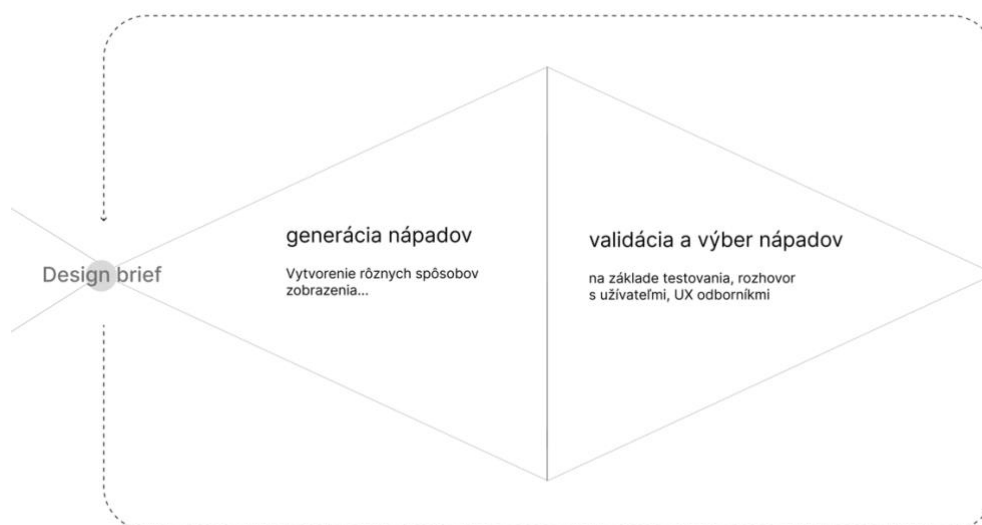 Design brief
generácia nápadov
Vytvorenie rôznych spôsobov
zobrazenia...
validácia a výber nápadov
na základe testovania, rozhovor
s užívateľmi, UX odborníkmi